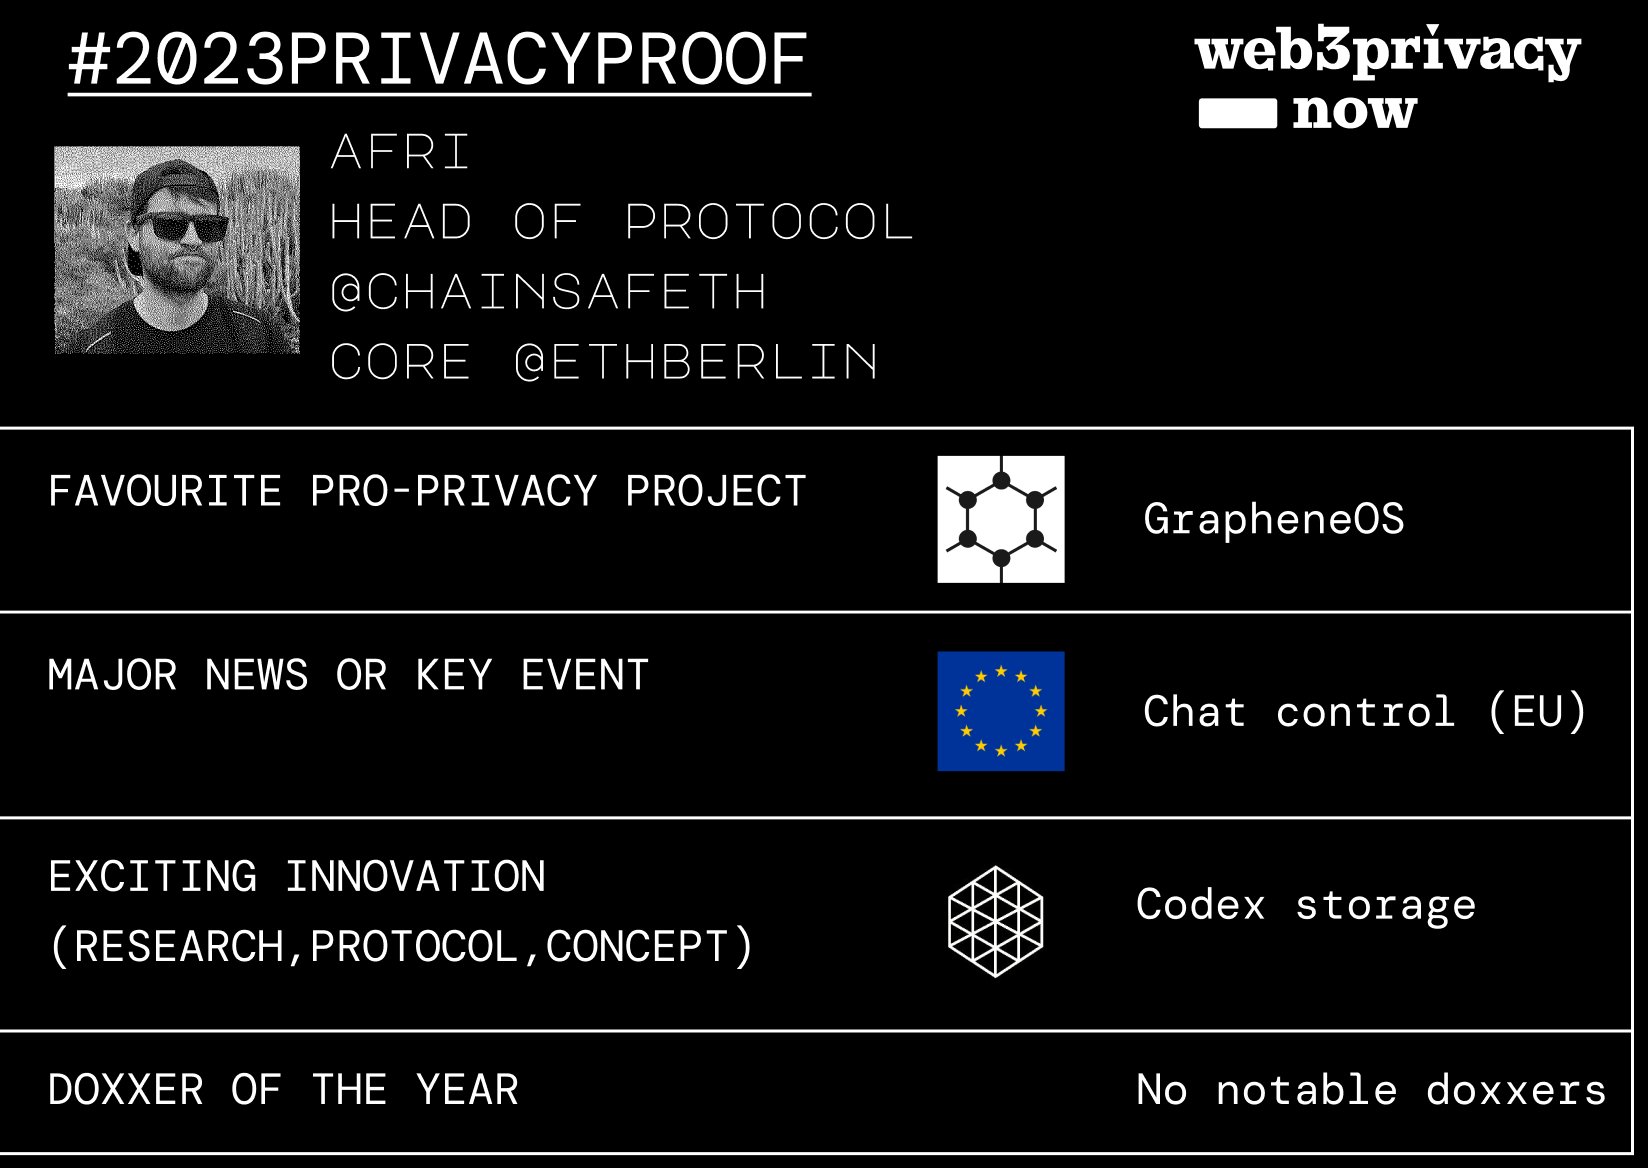 #2023PRIVACYPROOF
web3privacy
now
AFRI
HEAD OF PROTOCOL
@CHAINSAFETH
CORE @ETHBERLIN
FAVOURITE PRO-PRIVACY PROJECT
GrapheneOS
MAJOR NEWS OR KEY EVENT
Chat control (EU)
EXCITING INNOVATION
(RESEARCH,PROTOCOL,CONCEPT)
Codex storage
DOXXER OF THE YEAR
No notable doxxers